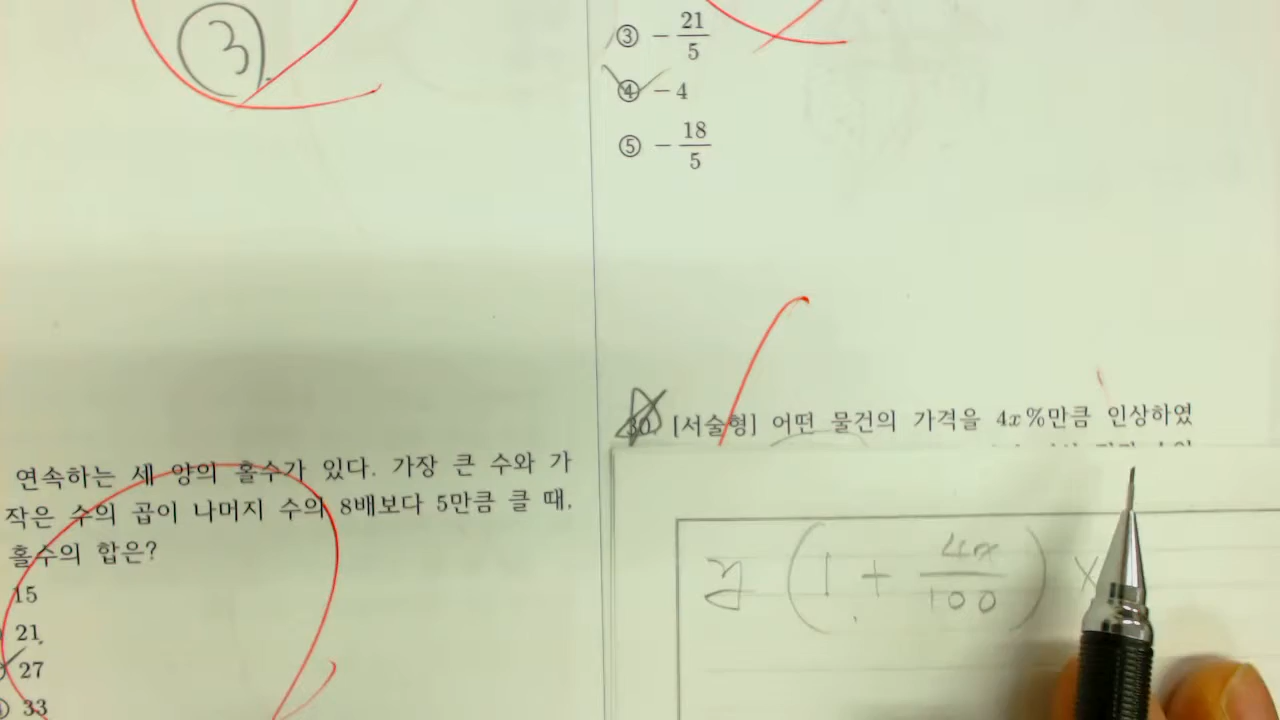 3
연속하는 세 양의 홀수가 있다. 가장 큰 수와 가
작은 수의 곱이 나머지 수의 8배보다 5만큼 클 때,
홀수의 합은?
15
21
27
④ 33
③ -21/5
④ -4
⑤ -18/5
30 [서술형] 어떤 물건의 가격을 4x%만큼 인상하였
y (1 + 4x/100) ×